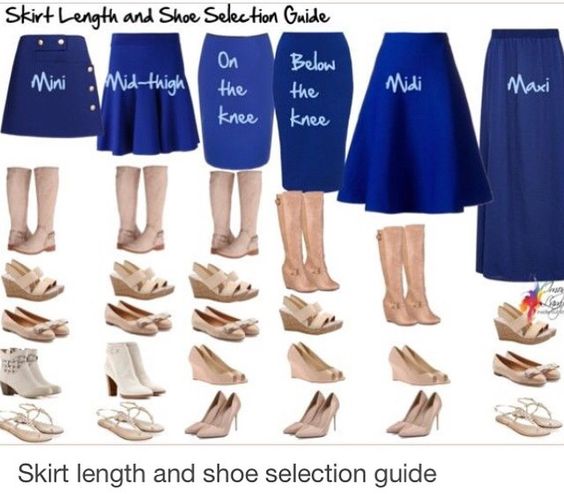 Skirt Length and Shoe Selection Guide
Mini
Mid-thigh
On
the
knee
Below
the
knee
Midi
Maxi
Skirt length and shoe selection guide